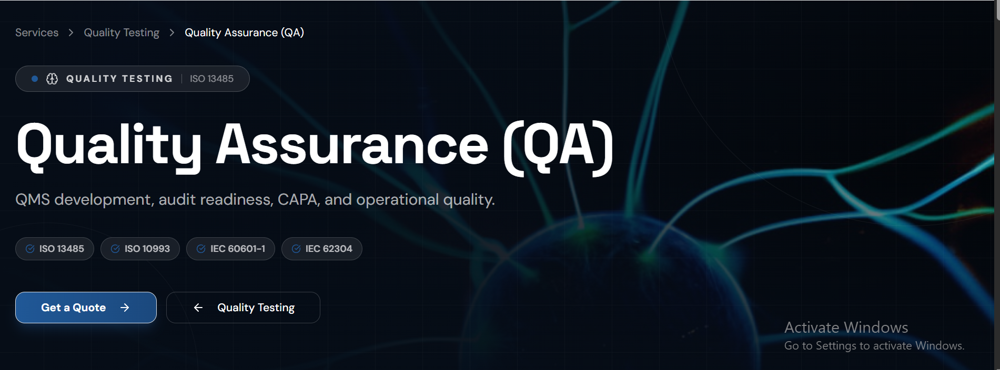 Services > Quality Testing > Quality Assurance (QA)
QUALITY TESTING | ISO 13485
Quality Assurance (QA)
QMS development, audit readiness, CAPA, and operational quality.
ISO 13485 ISO 10993 IEC 60601-1 IEC 62304
Get a Quote → ← Quality Testing
Activate Windows
Go to Settings to activate Windows.